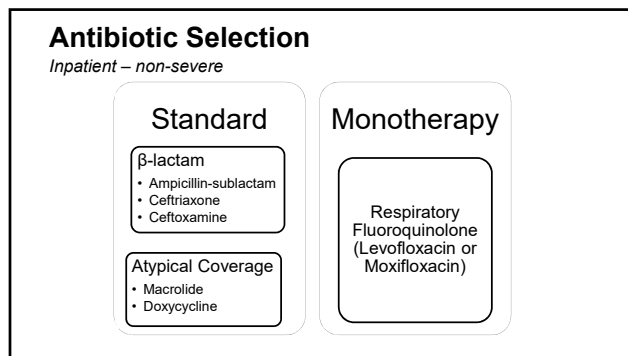 Antibiotic Selection
Inpatient – non-severe
Standard
β-lactam
• Ampicillin-sublactam
• Ceftriaxone
• Ceftoxamine
Atypical Coverage
• Macrolide
• Doxycycline
Monotherapy
Respiratory
Fluoroquinolone
(Levofloxacin or
Moxifloxacin)